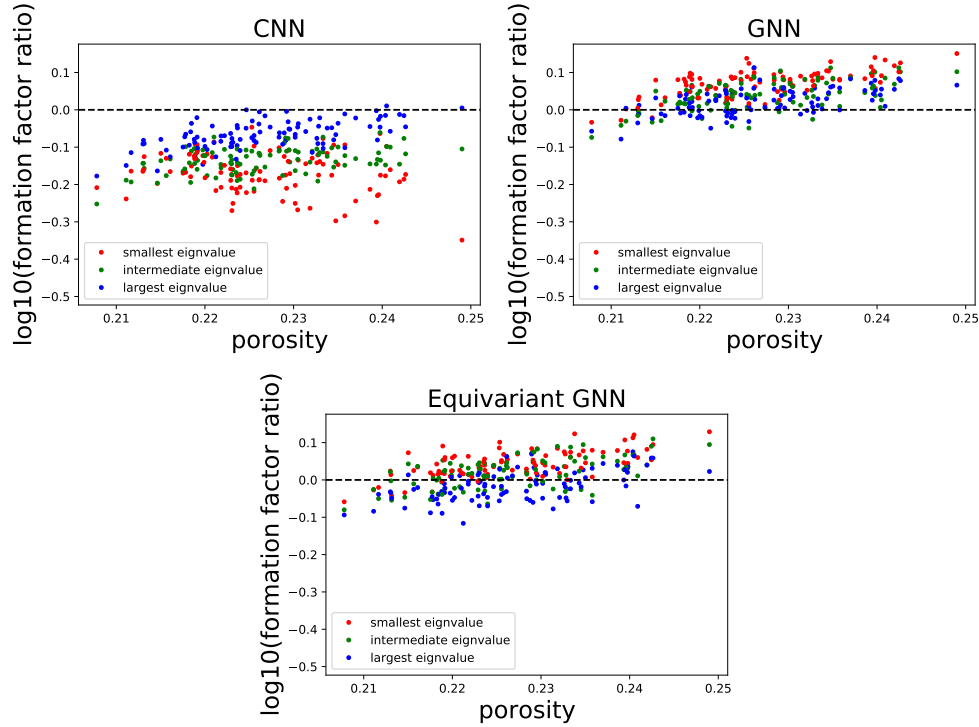 CNN
log10(formation factor ratio)
0.1
0.0
−0.1
−0.2
−0.3
−0.4
−0.5
smallest eignvalue
intermediate eignvalue
largest eignvalue
0.21 0.22 0.23 0.24 0.25
porosity
GNN
log10(formation factor ratio)
0.1
0.0
−0.1
−0.2
−0.3
−0.4
−0.5
smallest eignvalue
intermediate eignvalue
largest eignvalue
0.21 0.22 0.23 0.24 0.25
porosity
Equivariant GNN
log10(formation factor ratio)
0.1
0.0
−0.1
−0.2
−0.3
−0.4
−0.5
smallest eignvalue
intermediate eignvalue
largest eignvalue
0.21 0.22 0.23 0.24 0.25
porosity